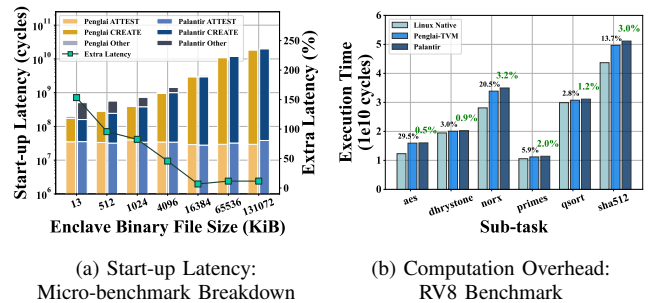 Penglai ATTEST
Palantir ATTEST
Penglai CREATE
Palantir CREATE
Penglai Other
Palantir Other
Extra Latency
Start-up Latency (cycles)
10^11
10^10
10^9
10^8
10^7
10^6
250
200
150
100
50
0
Extra Latency (%)
13
512
1024
4096
16384
65536
131072
Enclave Binary File Size (KiB)
(a) Start-up Latency:
Micro-benchmark Breakdown
Linux Native
Penglai-TVM
Palantir
Execution Time
(1e10 cycles)
6
5
4
3
2
1
0
29.5%
0.5%
3.0%
0.9%
20.5%
3.2%
5.9%
2.0%
2.8%
1.2%
13.7%
3.0%
aes
dhrystone
norx
primes
qsort
sha512
Sub-task
(b) Computation Overhead:
RV8 Benchmark